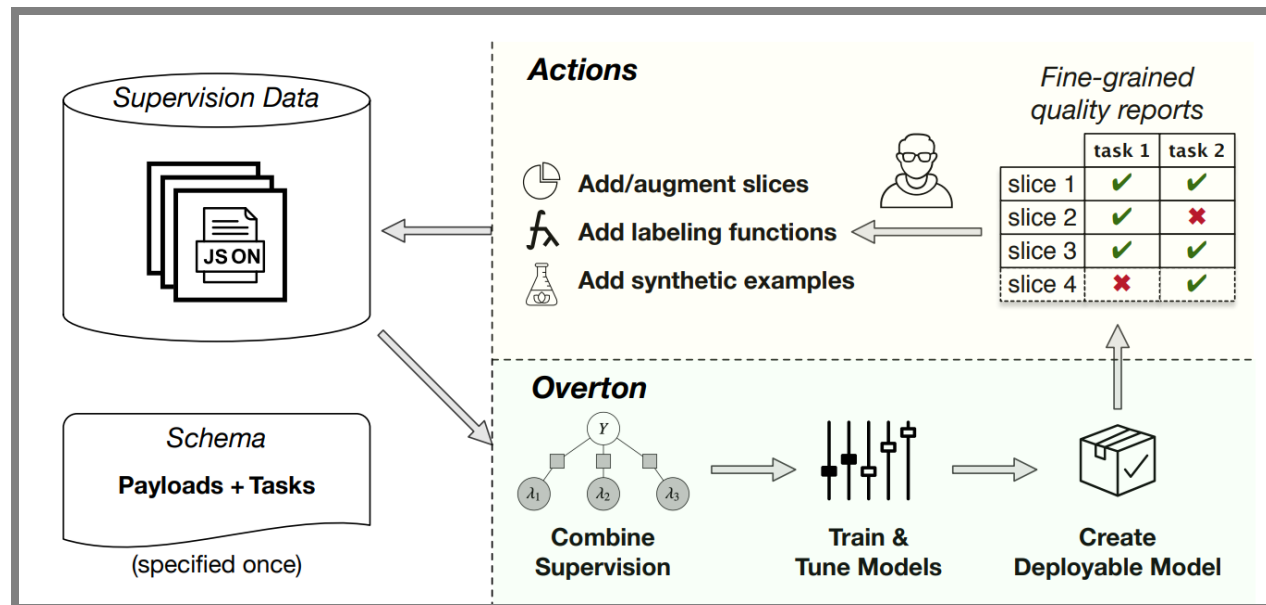 Supervision Data
JSON
Schema
Payloads + Tasks
(specified once)
Actions
Add/augment slices
Add labeling functions
Add synthetic examples
Fine-grained
quality reports
task 1 task 2
slice 1 ✔ ✔
slice 2 ✔ ✖
slice 3 ✔ ✔
slice 4 ✖ ✔
Overton
Y
λ1 λ2 λ3
Combine
Supervision
Train &
Tune Models
Create
Deployable Model